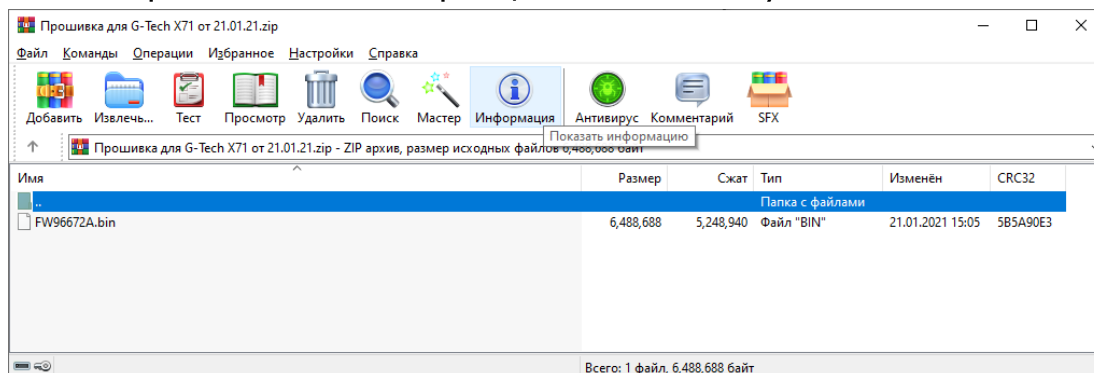 Прошивка для G-Tech X71 от 21.01.21.zip
Файл Команды Операции Избранное Настройки Справка
Добавить Извлечь... Тест Просмотр Удалить Поиск Мастер Информация Антивирус Комментарий SFX
Показать информацию
Прошивка для G-Tech X71 от 21.01.21.zip - ZIP архив, размер исходных файлов 6,488,688 байт
Имя Размер Сжат Тип Изменён CRC32
.. Папка с файлами
FW96672A.bin 6,488,688 5,248,940 Файл "BIN" 21.01.2021 15:05 5B5A90E3
Всего: 1 файл, 6,488,688 байт